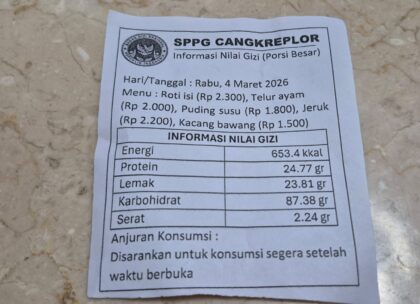 SPPG CANGKREPLOR
Informasi Nilai Gizi (Porsi Besar)
Hari/Tanggal : Rabu, 4 Maret 2026
Menu : Roti isi (Rp 2.300), Telur ayam
(Rp 2.000), Puding susu (Rp 1.800), Jeruk
(Rp 2.200), Kacang bawang (Rp 1.500)
INFORMASI NILAI GIZI
Energi 653.4 kkal
Protein 24.77 gr
Lemak 23.81 gr
Karbohidrat 87.38 gr
Serat 2.24 gr
Anjuran Konsumsi :
Disarankan untuk konsumsi segera setelah
waktu berbuka